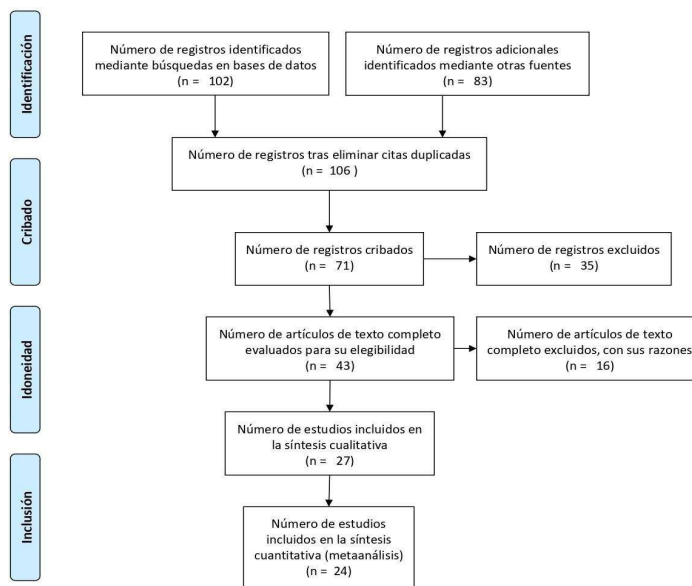 Identificación
Número de registros identificados
mediante búsquedas en bases de datos
(n = 102)
Número de registros adicionales
identificados mediante otras fuentes
(n = 83)
Número de registros tras eliminar citas duplicadas
(n = 106 )
Cribado
Número de registros cribados
(n = 71)
Número de registros excluidos
(n = 35)
Idoneidad
Número de artículos de texto completo
evaluados para su elegibilidad
(n = 43)
Número de artículos de texto
completo excluidos, con sus razones
(n = 16)
Número de estudios incluidos en
la síntesis cualitativa
(n = 27)
Inclusión
Número de estudios
incluidos en la síntesis
cuantitativa (metaanálisis)
(n = 24)